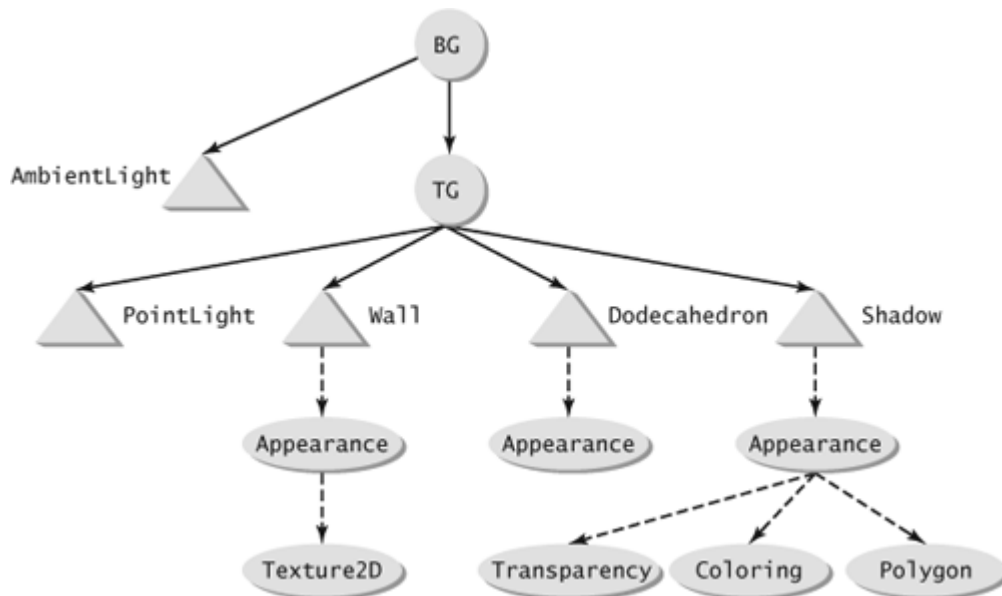 BG
AmbientLight
TG
PointLight
Wall
Dodecahedron
Shadow
Appearance
Appearance
Appearance
Texture2D
Transparency
Coloring
Polygon